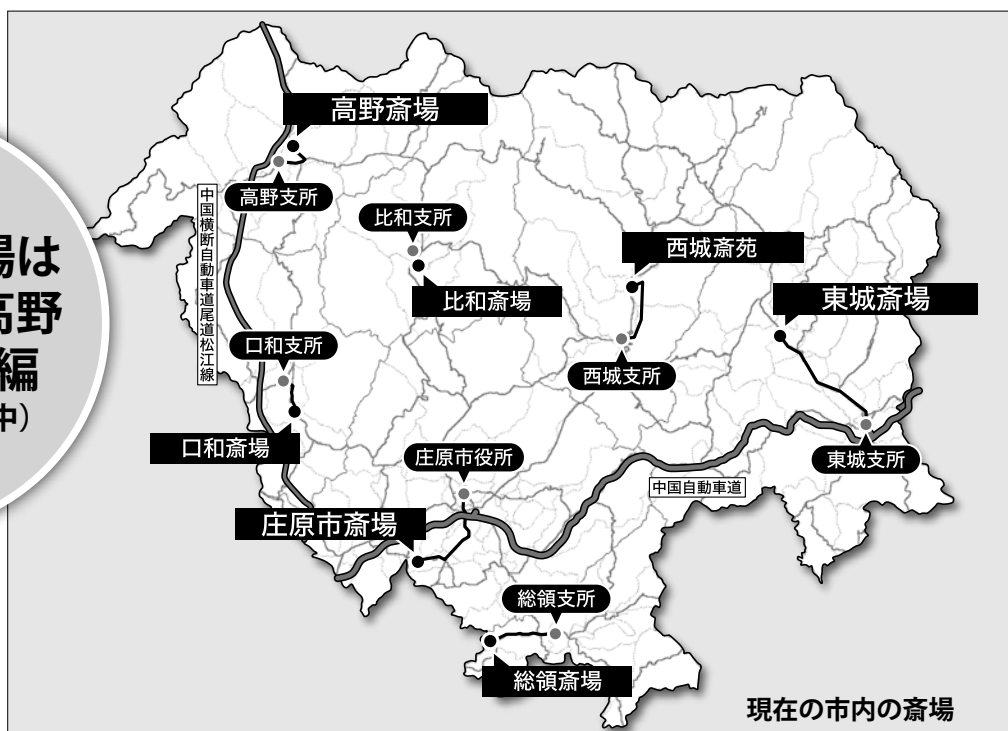 場は
高野
編
中）
高野斎場
高野支所
中国横断自動車道尾道松江線
比和支所
比和斎場
西城斎苑
西城支所
東城斎場
東城支所
口和支所
口和斎場
庄原市役所
庄原市斎場
中国自動車道
総領支所
総領斎場
現在の市内の斎場